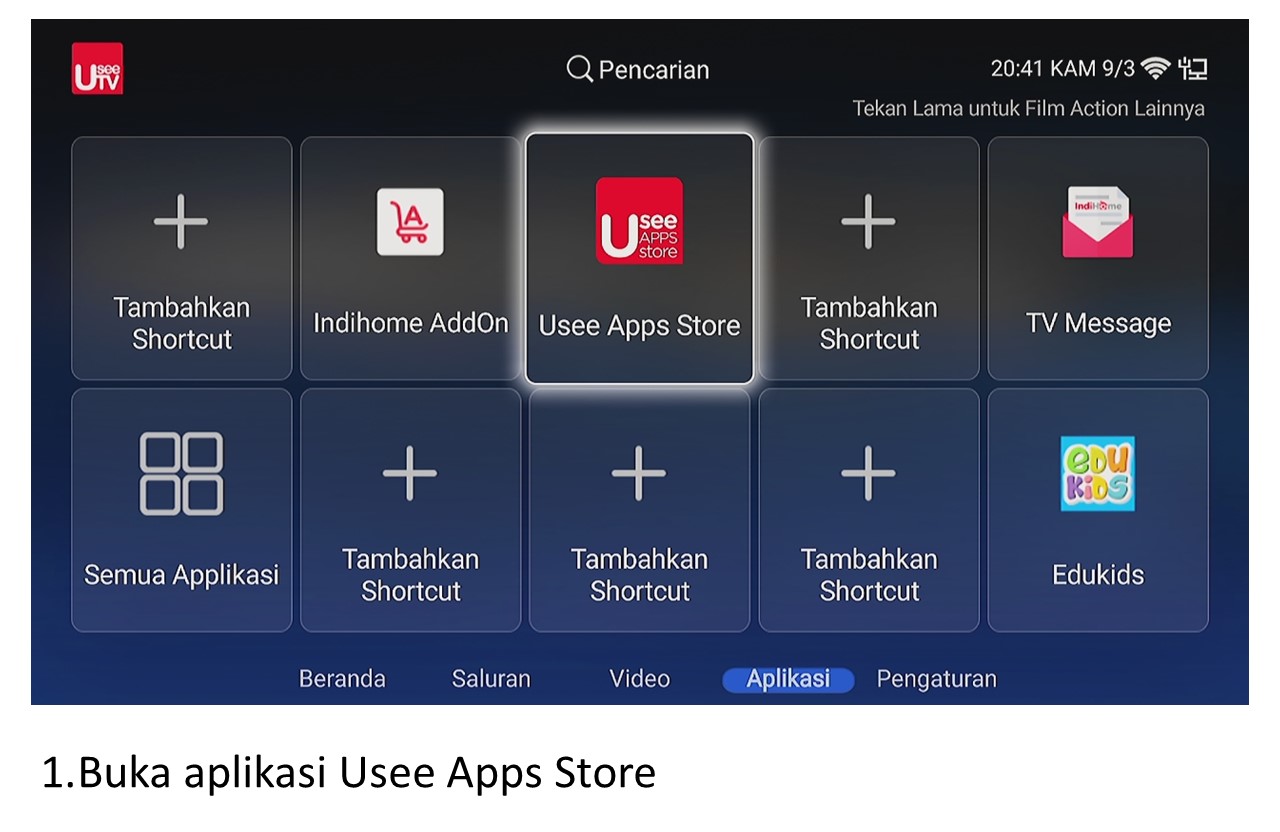 Usee TV
Pencarian
20:41 KAM 9/3
Tekan Lama untuk Film Action Lainnya
Tambahkan
Shortcut
A
Indihome AddOn
Usee
APPS
store
Usee Apps Store
Tambahkan
Shortcut
IndiHome
TV Message
Semua Applikasi
Tambahkan
Shortcut
Tambahkan
Shortcut
Tambahkan
Shortcut
EDU
KiDS
Edukids
Beranda Saluran Video Aplikasi Pengaturan
1.Buka aplikasi Usee Apps Store